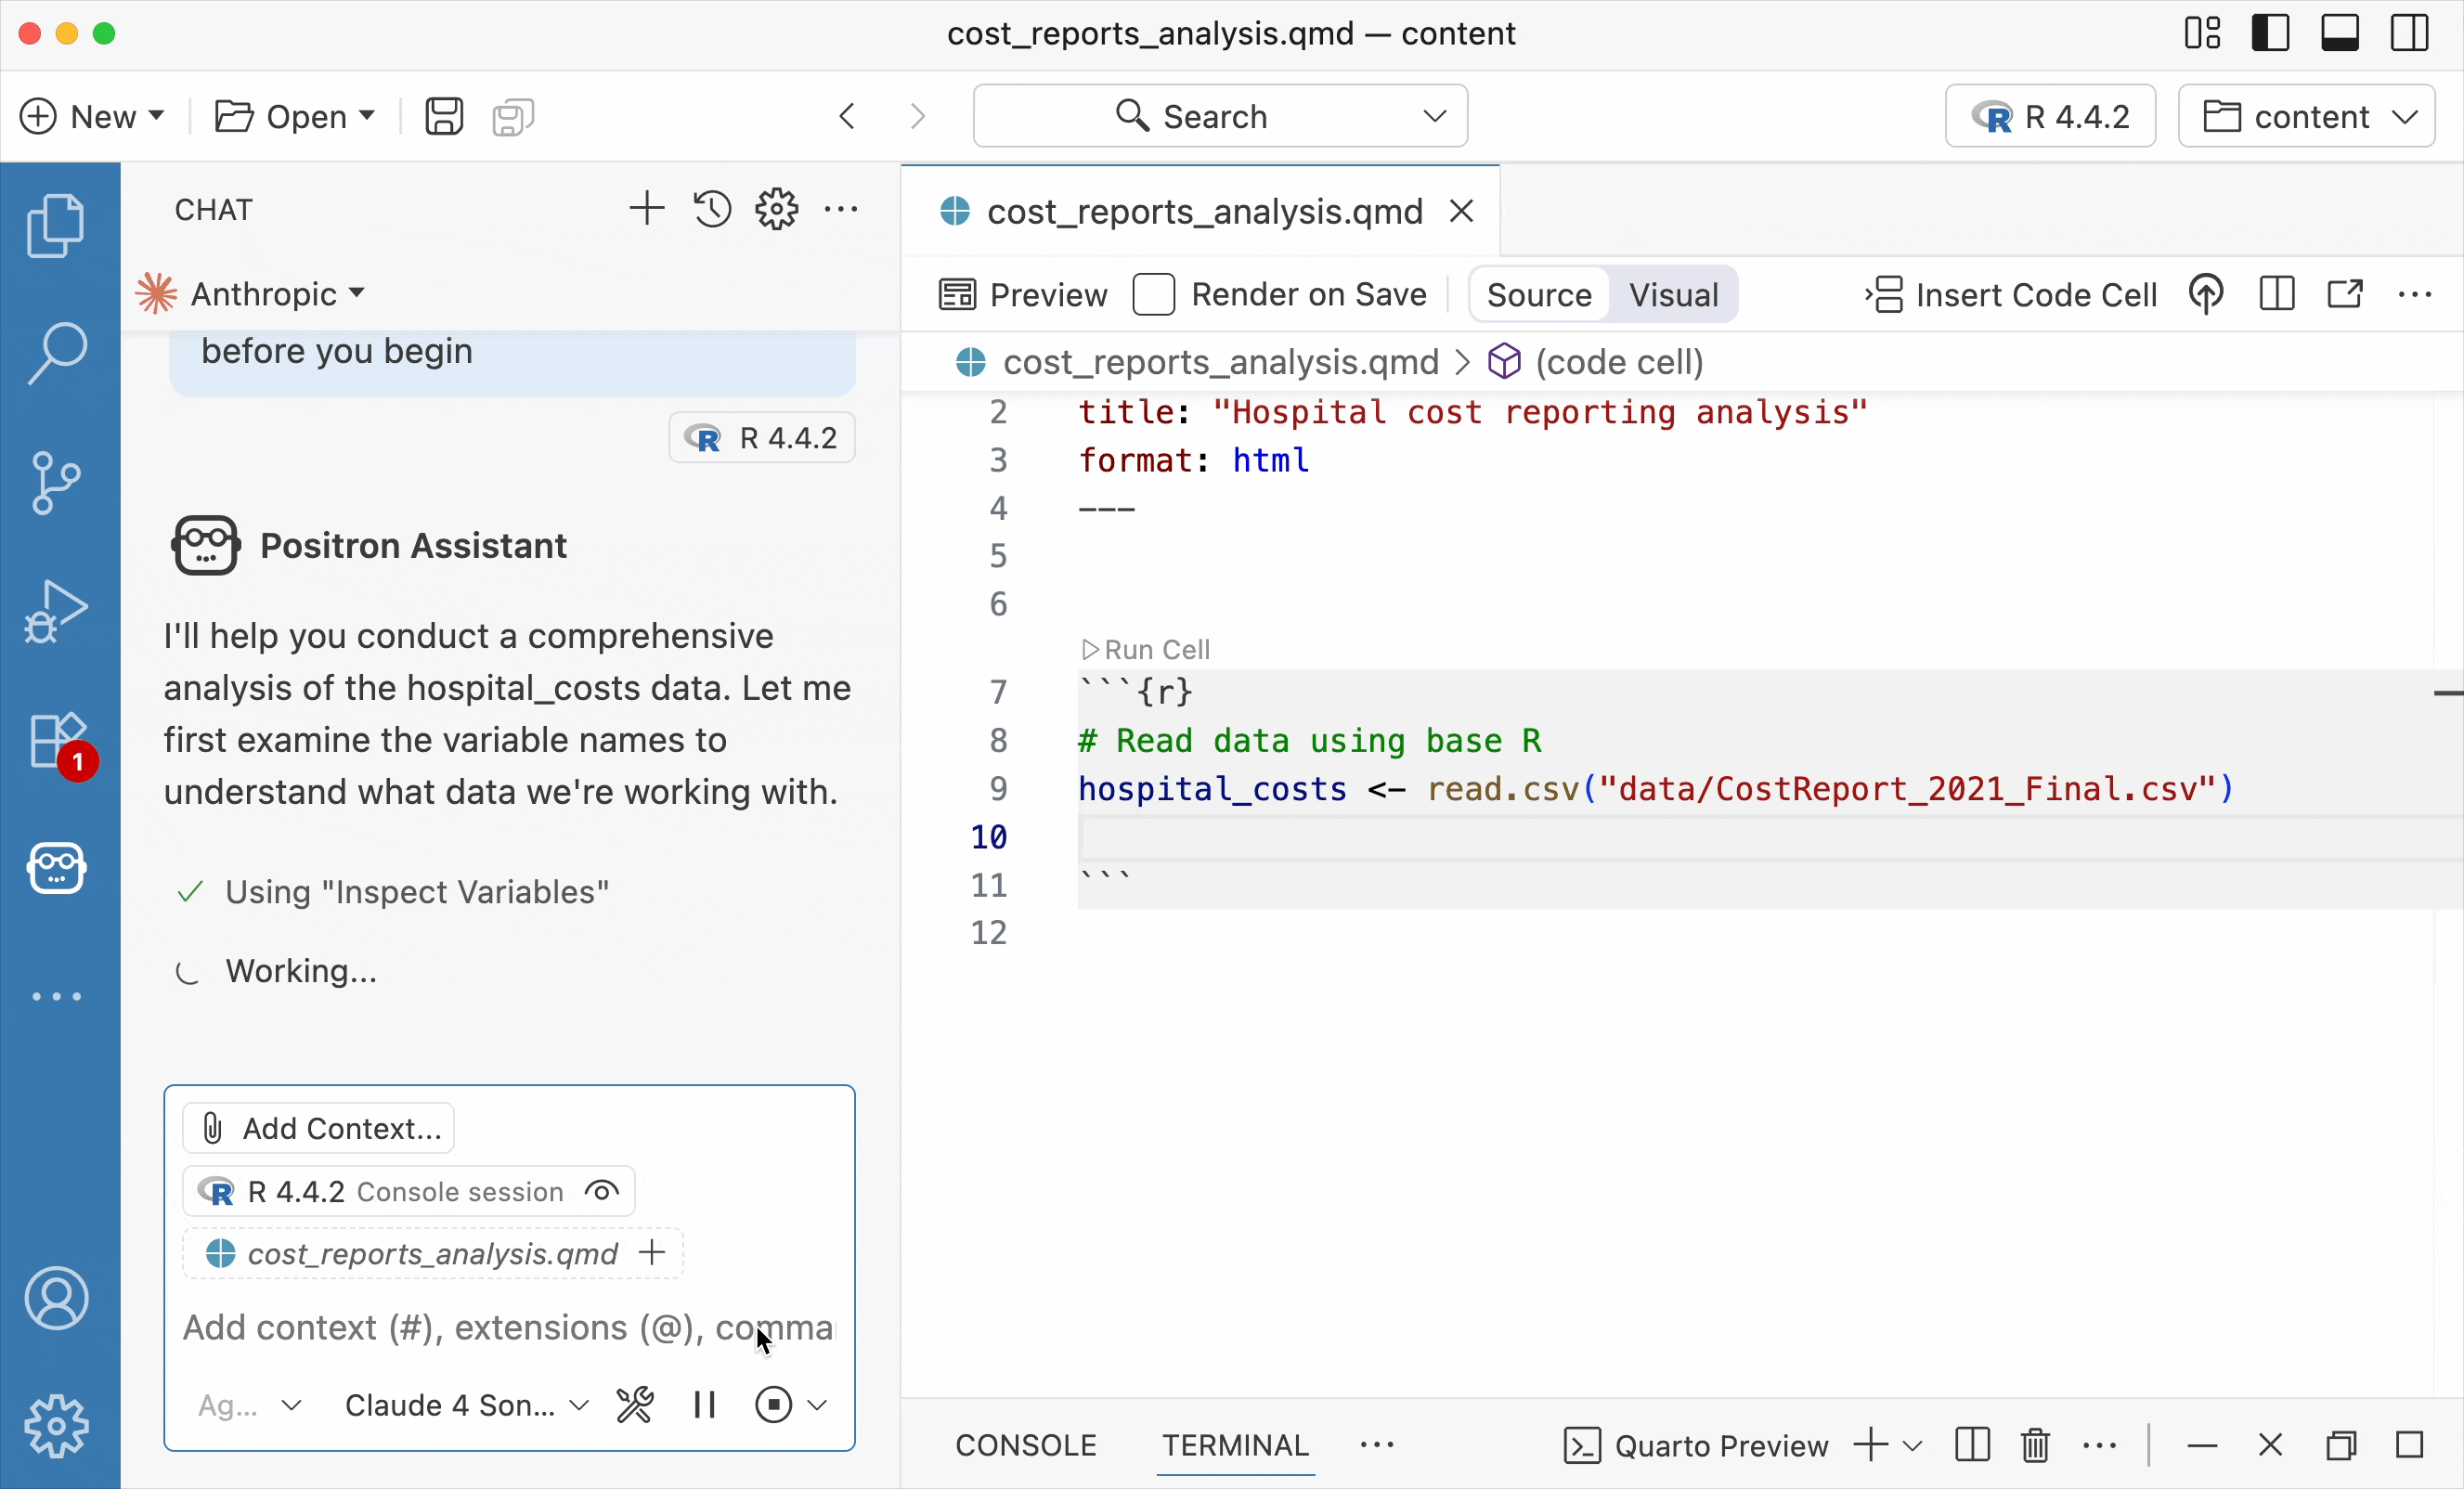 cost_reports_analysis.qmd — content
New
Open
Search
R 4.4.2
content
CHAT
Anthropic
before you begin
R 4.4.2
Positron Assistant
I'll help you conduct a comprehensive
analysis of the hospital_costs data. Let me
first examine the variable names to
understand what data we're working with.
Using "Inspect Variables"
Working...
Add Context...
R 4.4.2 Console session
cost_reports_analysis.qmd
Add context (#), extensions (@), comma
Ag...
Claude 4 Son...
1
cost_reports_analysis.qmd
Preview
Render on Save
Source
Visual
Insert Code Cell
cost_reports_analysis.qmd > (code cell)
2 title: "Hospital cost reporting analysis"
3 format: html
4 ---
5
6
Run Cell
7 ```{r}
8 # Read data using base R
9 hospital_costs <- read.csv("data/CostReport_2021_Final.csv")
10
11 ```
12
CONSOLE
TERMINAL
Quarto Preview